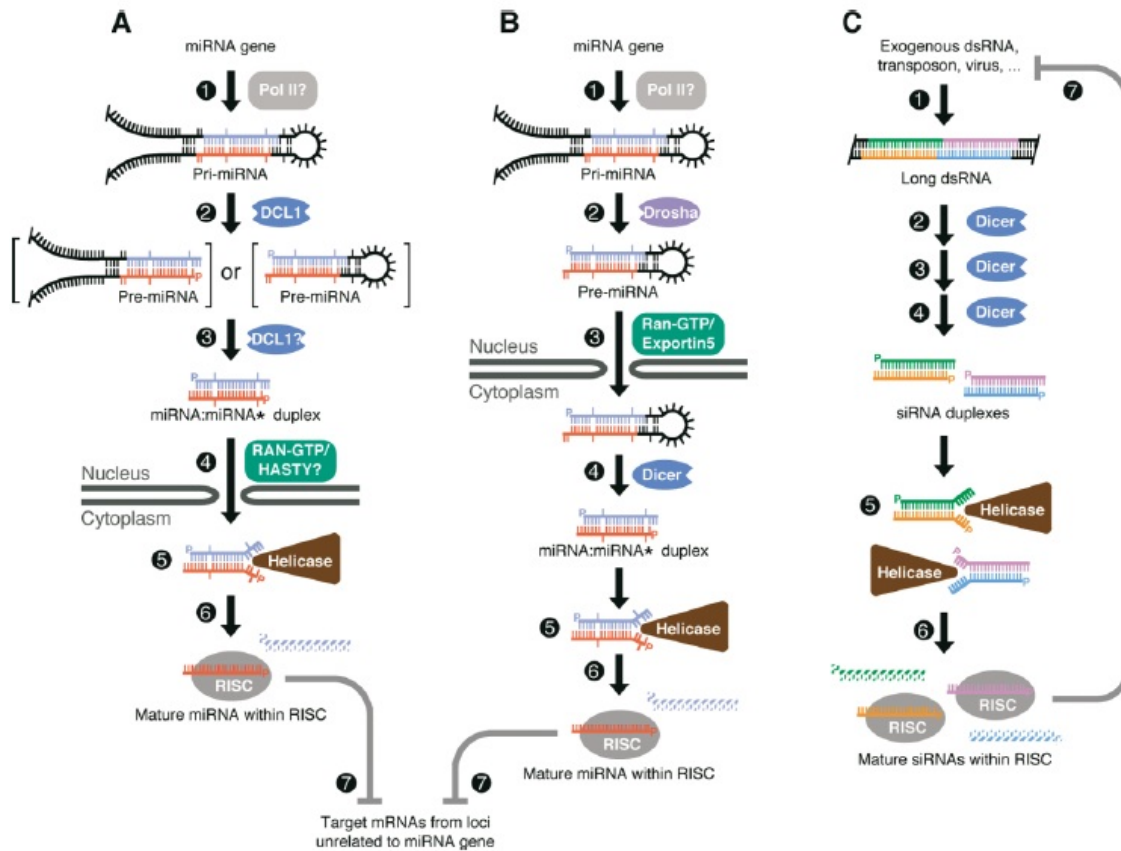 A
miRNA gene
1
Pol II?
Pri-miRNA
2
DCL1
P
P
Pre-miRNA
or
Pre-miRNA
3
DCL1?
P
P
miRNA:miRNA* duplex
4
RAN-GTP/
HASTY?
Nucleus
Cytoplasm
5
P
P
Helicase
6
P
RISC
Mature miRNA within RISC
7
B
miRNA gene
1
Pol II?
Pri-miRNA
2
Drosha
P
Pre-miRNA
3
Ran-GTP/
Exportin5
Nucleus
Cytoplasm
P
4
Dicer
P
P
miRNA:miRNA* duplex
5
P
P
Helicase
6
P
RISC
Mature miRNA within RISC
7
Target mRNAs from loci
unrelated to miRNA gene
C
Exogenous dsRNA,
transposon, virus, ...
7
1
Long dsRNA
2
Dicer
3
Dicer
4
Dicer
P
P
P
P
siRNA duplexes
5
P
P
Helicase
P
P
Helicase
6
P
RISC
P
RISC
Mature siRNAs within RISC